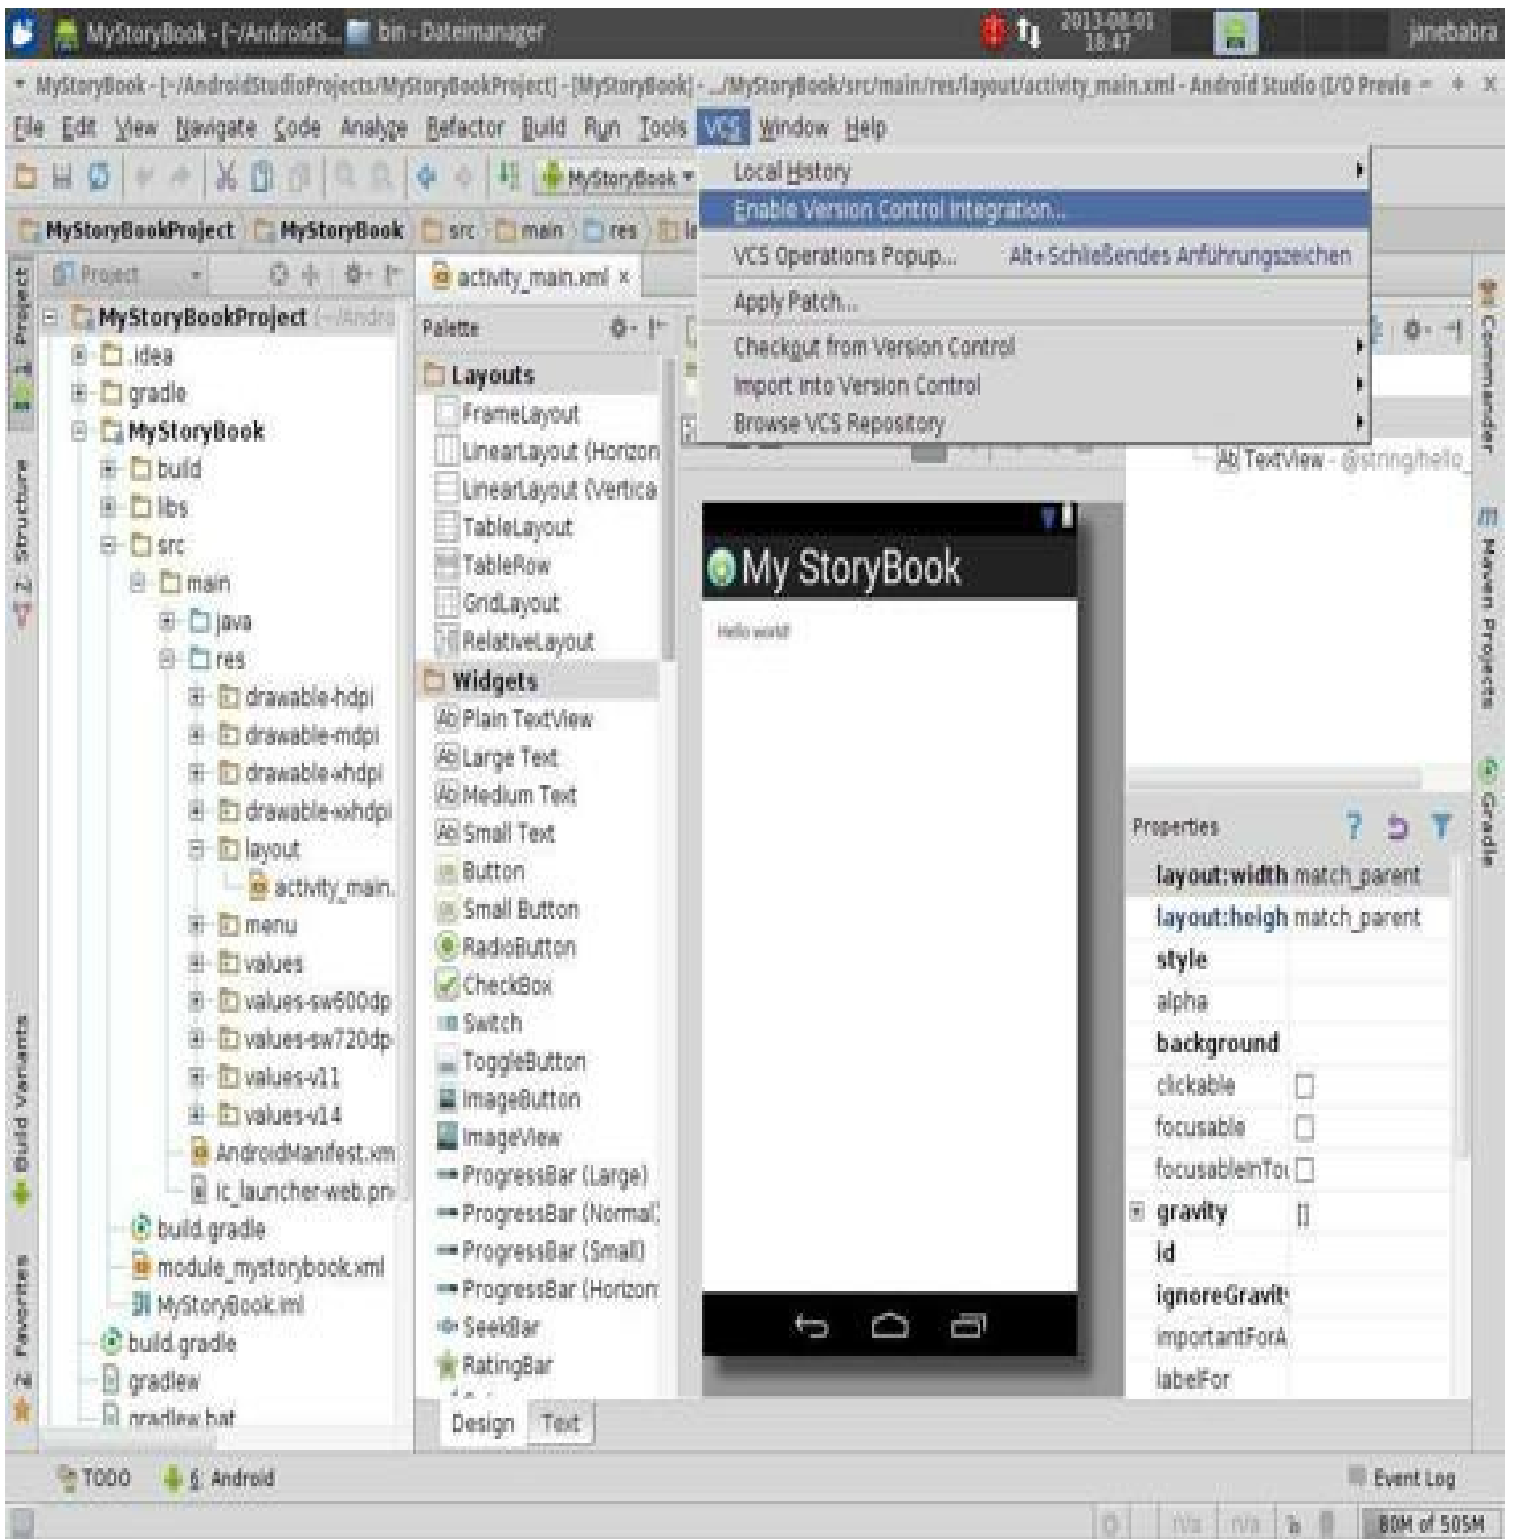 MyStoryBook - [~/AndroidS... bin - Dateimanager
2013-08-01
18:47
janebabra
MyStoryBook - [~/AndroidStudioProjects/MyStoryBookProject] - [MyStoryBook] - .../MyStoryBook/src/main/res/layout/activity_main.xml - Android Studio (I/O Previe
File Edit View Navigate Code Analyze Refactor Build Run Tools VCS Window Help
MyStoryBook
Local History
Enable Version Control Integration...
VCS Operations Popup... Alt+Schließendes Anführungszeichen
Apply Patch...
Checkout from Version Control
Import into Version Control
Browse VCS Repository
MyStoryBookProject MyStoryBook src main res
1: Project
2: Structure
Build Variants
2: Favorites
Project
MyStoryBookProject (~/Andro
.idea
gradle
MyStoryBook
build
libs
src
main
java
res
drawable-hdpi
drawable-mdpi
drawable-xhdpi
drawable-xxhdpi
layout
activity_main.
menu
values
values-sw600dp
values-sw720dp-
values-v11
values-v14
AndroidManifest.xm
ic_launcher-web.pn
build.gradle
module_mystorybook.xml
MyStoryBook.iml
build.gradle
gradlew
gradlew.bat
activity_main.xml
Palette
Layouts
FrameLayout
LinearLayout (Horizon
LinearLayout (Vertica
TableLayout
TableRow
GridLayout
RelativeLayout
Widgets
Plain TextView
Large Text
Medium Text
Small Text
Button
Small Button
RadioButton
CheckBox
Switch
ToggleButton
ImageButton
ImageView
ProgressBar (Large)
ProgressBar (Normal)
ProgressBar (Small)
ProgressBar (Horizon
SeekBar
RatingBar
Design Text
My StoryBook
Hello world!
TextView - @string/hello_
Properties
layout:width match_parent
layout:heigh match_parent
style
alpha
background
clickable
focusable
focusableInTou
gravity []
id
ignoreGravity
importantForA
labelFor
Commander
Maven Projects
Gradle
TODO 6: Android Event Log
n/a n/a 80M of 505M